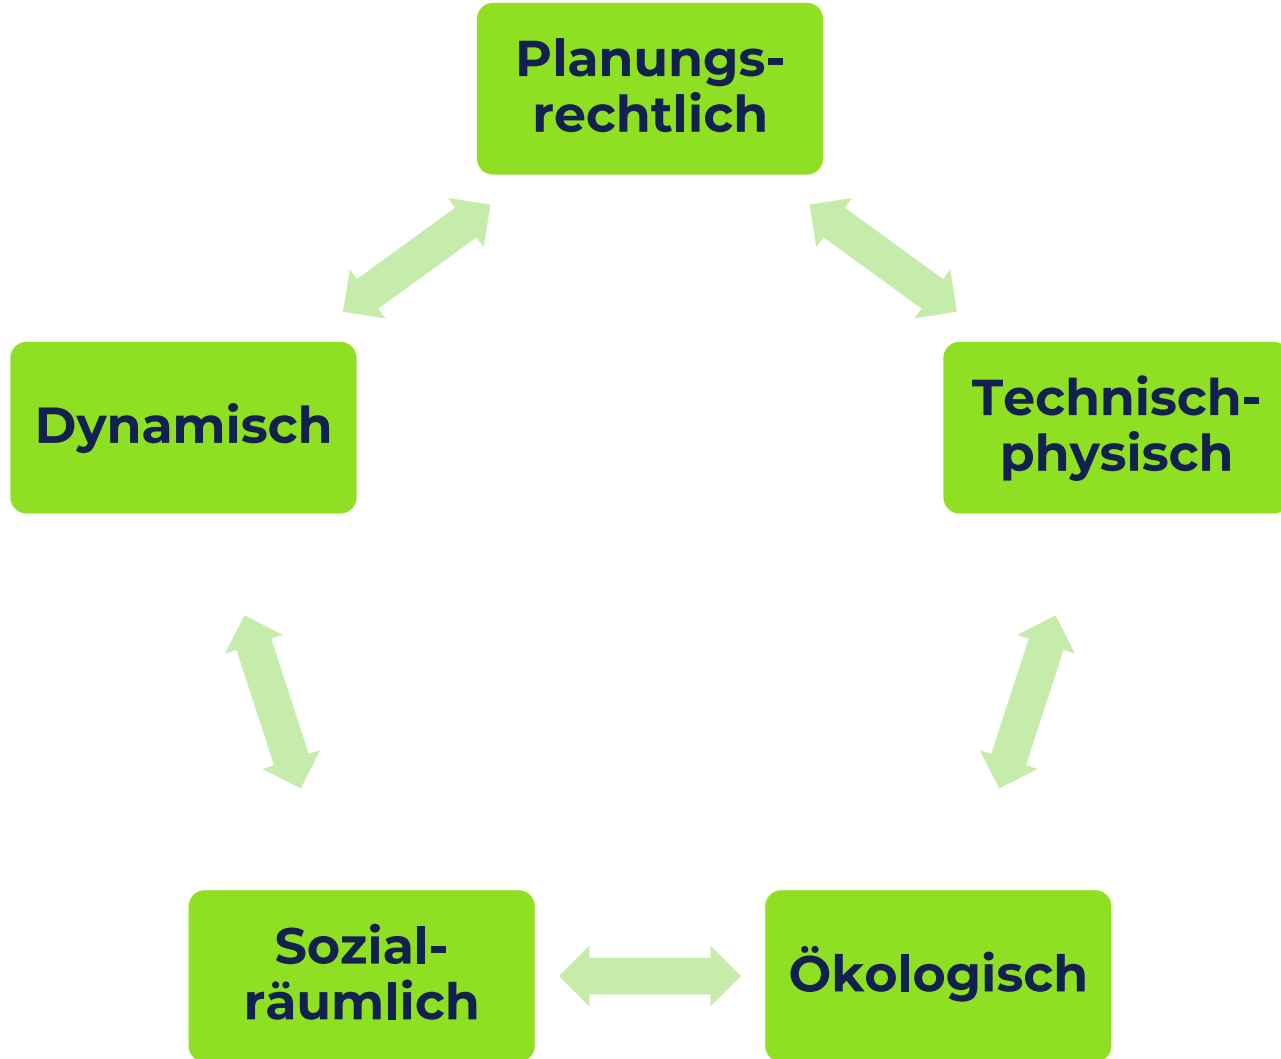 Planungs-
rechtlich
Dynamisch
Technisch-
physisch
Sozial-
räumlich
Ökologisch